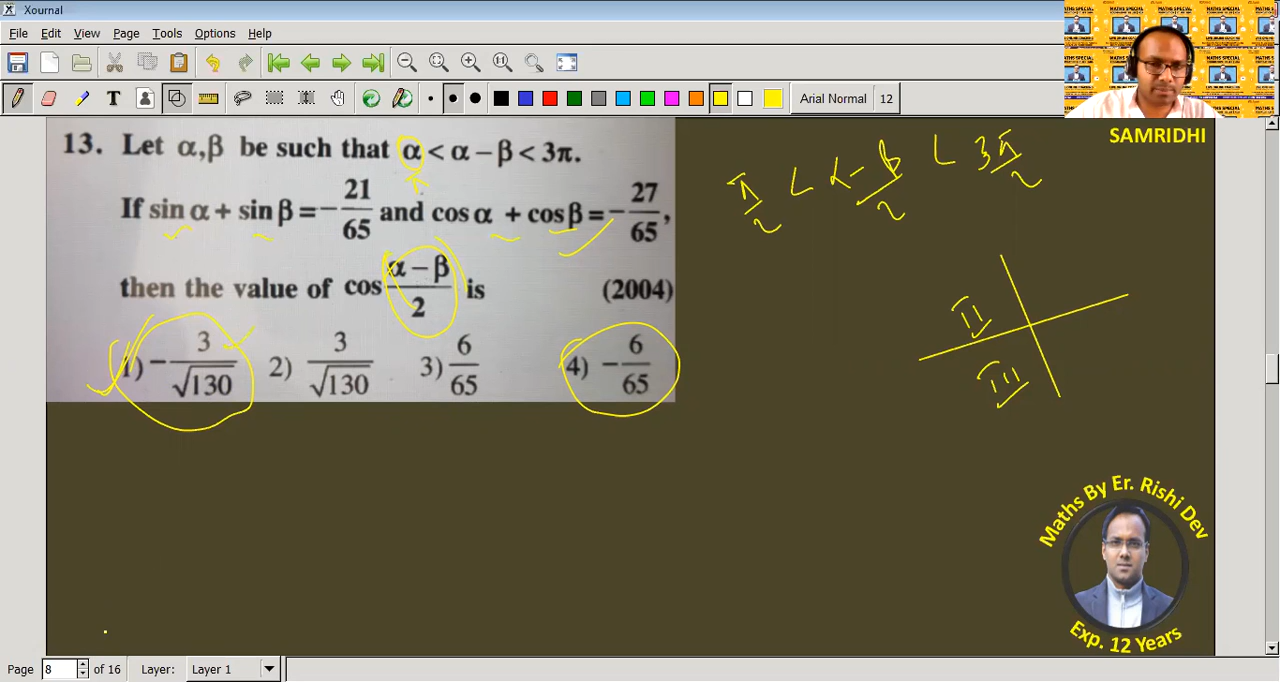 Xournal
File Edit View Page Tools Options Help
Arial Normal 12
SAMRIDHI
13. Let α,β be such that α < α − β < 3π.
If sin α + sin β = − 21/65 and cos α + cos β = − 27/65,
then the value of cos (α − β)/2 is (2004)
1) − 3/√130 2) 3/√130 3) 6/65 4) − 6/65
π/2 < (α − β)/2 < 3π/2
II
III
Maths By Er. Rishi Dev
Exp. 12 Years
Page 8 of 16 Layer: Layer 1